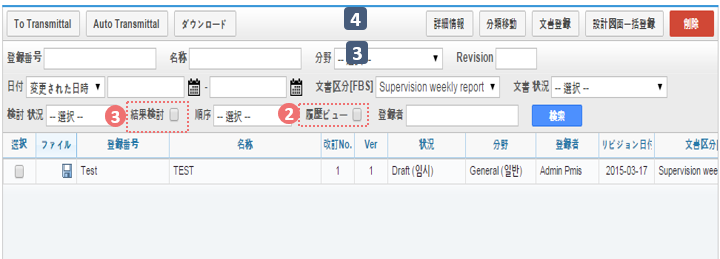 To Transmittal Auto Transmittal ダウンロード 4 詳細情報 分類移動 文書登録 設計図面一括登録 削除
登録番号 名称 分野 -- 3 Revision
日付 変更された日時 - 文書区分[FBS] Supervision weekly report 文書 状況 -- 選択 --
検討 状況 -- 選択 3 結果検討 順序 -- 選択 -- 2 履歴ビュー 登録者 検索
選択 ファイル 登録番号 名称 改訂No. Ver 状況 分野 登録者 リビジョン日付 文書区分
Test TEST 1 1 Draft (임시) General (일반) Admin Pmis 2015-03-17 Supervision wee